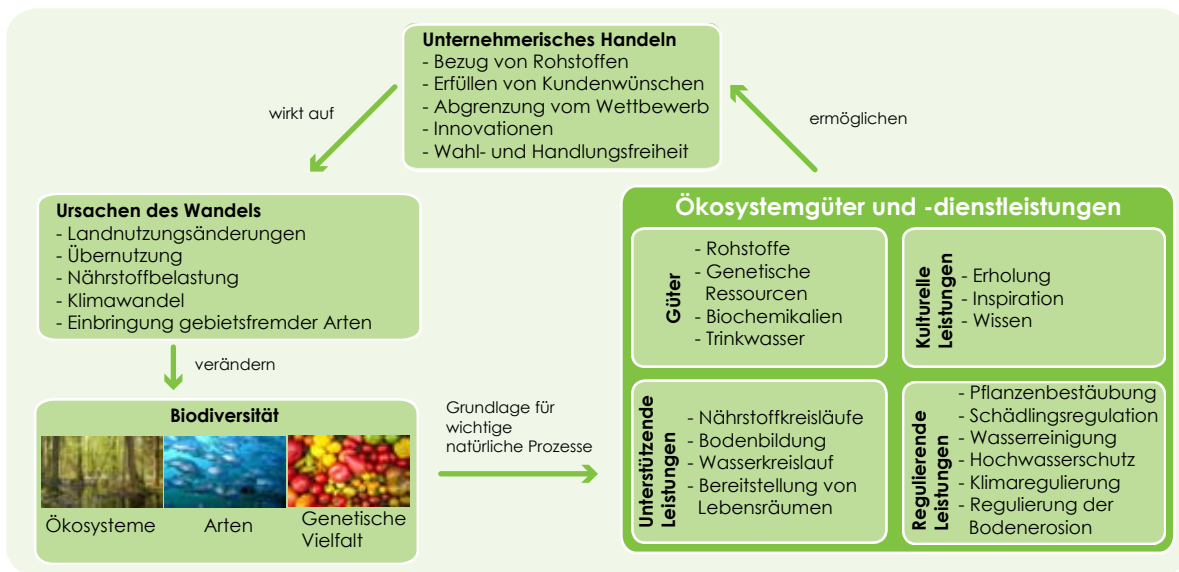 Unternehmerisches Handeln
- Bezug von Rohstoffen
- Erfüllen von Kundenwünschen
- Abgrenzung vom Wettbewerb
- Innovationen
- Wahl- und Handlungsfreiheit
wirkt auf
ermöglichen
Ursachen des Wandels
- Landnutzungsänderungen
- Übernutzung
- Nährstoffbelastung
- Klimawandel
- Einbringung gebietsfremder Arten
verändern
Biodiversität
Ökosysteme
Arten
Genetische
Vielfalt
Grundlage für
wichtige
natürliche Prozesse
Ökosystemgüter und -dienstleistungen
Güter
- Rohstoffe
- Genetische
Ressourcen
- Biochemikalien
- Trinkwasser
Kulturelle
Leistungen
- Erholung
- Inspiration
- Wissen
Unterstützende
Leistungen
- Nährstoffkreisläufe
- Bodenbildung
- Wasserkreislauf
- Bereitstellung von
Lebensräumen
Regulierende
Leistungen
- Pflanzenbestäubung
- Schädlingsregulation
- Wasserreinigung
- Hochwasserschutz
- Klimaregulierung
- Regulierung der
Bodenerosion